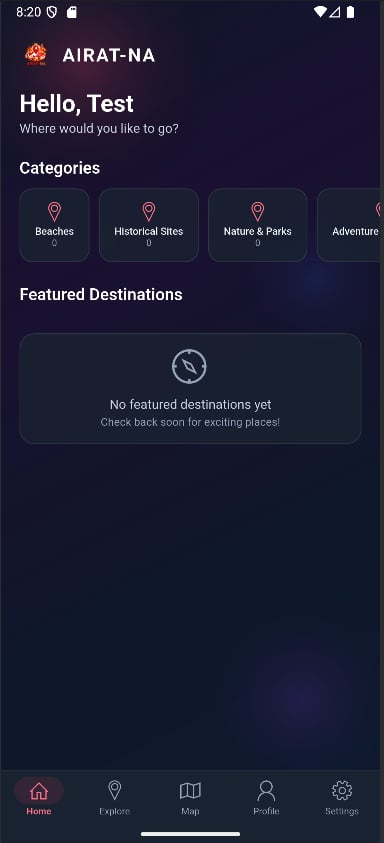 8:20
AIRAT-NA
Hello, Test
Where would you like to go?
Categories
Beaches
0
Historical Sites
0
Nature & Parks
0
Adventure
Featured Destinations
No featured destinations yet
Check back soon for exciting places!
Home
Explore
Map
Profile
Settings